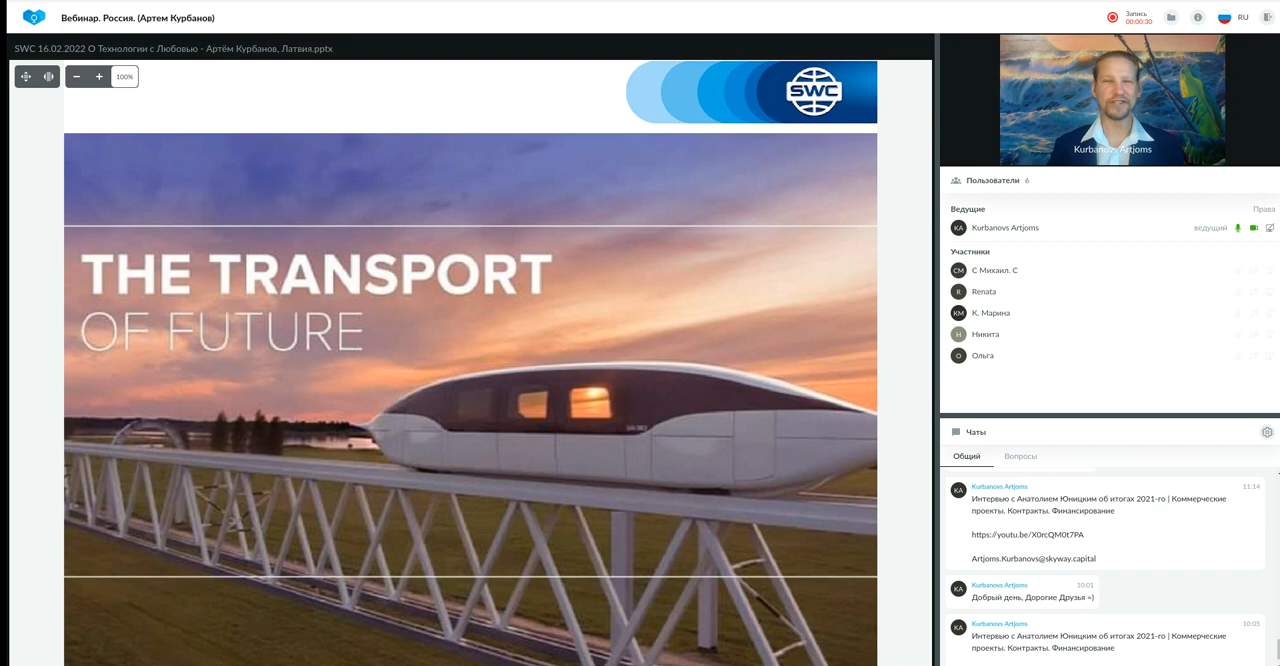 Вебинар. Россия. (Артем Курбанов)
Запись
00:00:30
RU
SWC 16.02.2022 О Технологии с Любовью - Артём Курбанов, Латвия.pptx
100%
SWC
THE TRANSPORT
OF FUTURE
Kurbanovs Artjoms
Пользователи 6
Ведущие Права
KA Kurbanovs Artjoms ведущий
Участники
СМ С Михаил. С
R Renata
КМ К. Марина
Н Никита
О Ольга
Чаты
Общий Вопросы
KA Kurbanovs Artjoms 11:14
Интервью с Анатолием Юницким об итогах 2021-го | Коммерческие
проекты. Контракты. Финансирование
https://youtu.be/X0rcQM0t7PA
Artjoms.Kurbanovs@skyway.capital
KA Kurbanovs Artjoms 10:01
Добрый день, Дорогие Друзья =)
KA Kurbanovs Artjoms 10:05
Интервью с Анатолием Юницким об итогах 2021-го | Коммерческие
проекты. Контракты. Финансирование